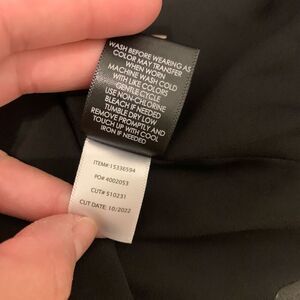 WASH BEFORE WEARING AS
COLOR MAY TRANSFER
WHEN WORN
MACHINE WASH COLD
WITH LIKE COLORS
GENTLE CYCLE
USE NON-CHLORINE
BLEACH IF NEEDED
TUMBLE DRY LOW
REMOVE PROMPTLY AND
TOUCH UP WITH COOL
IRON IF NEEDED
ITEM#:15336594
PO# 4002053
CUT# 510231
CUT DATE: 10/2022